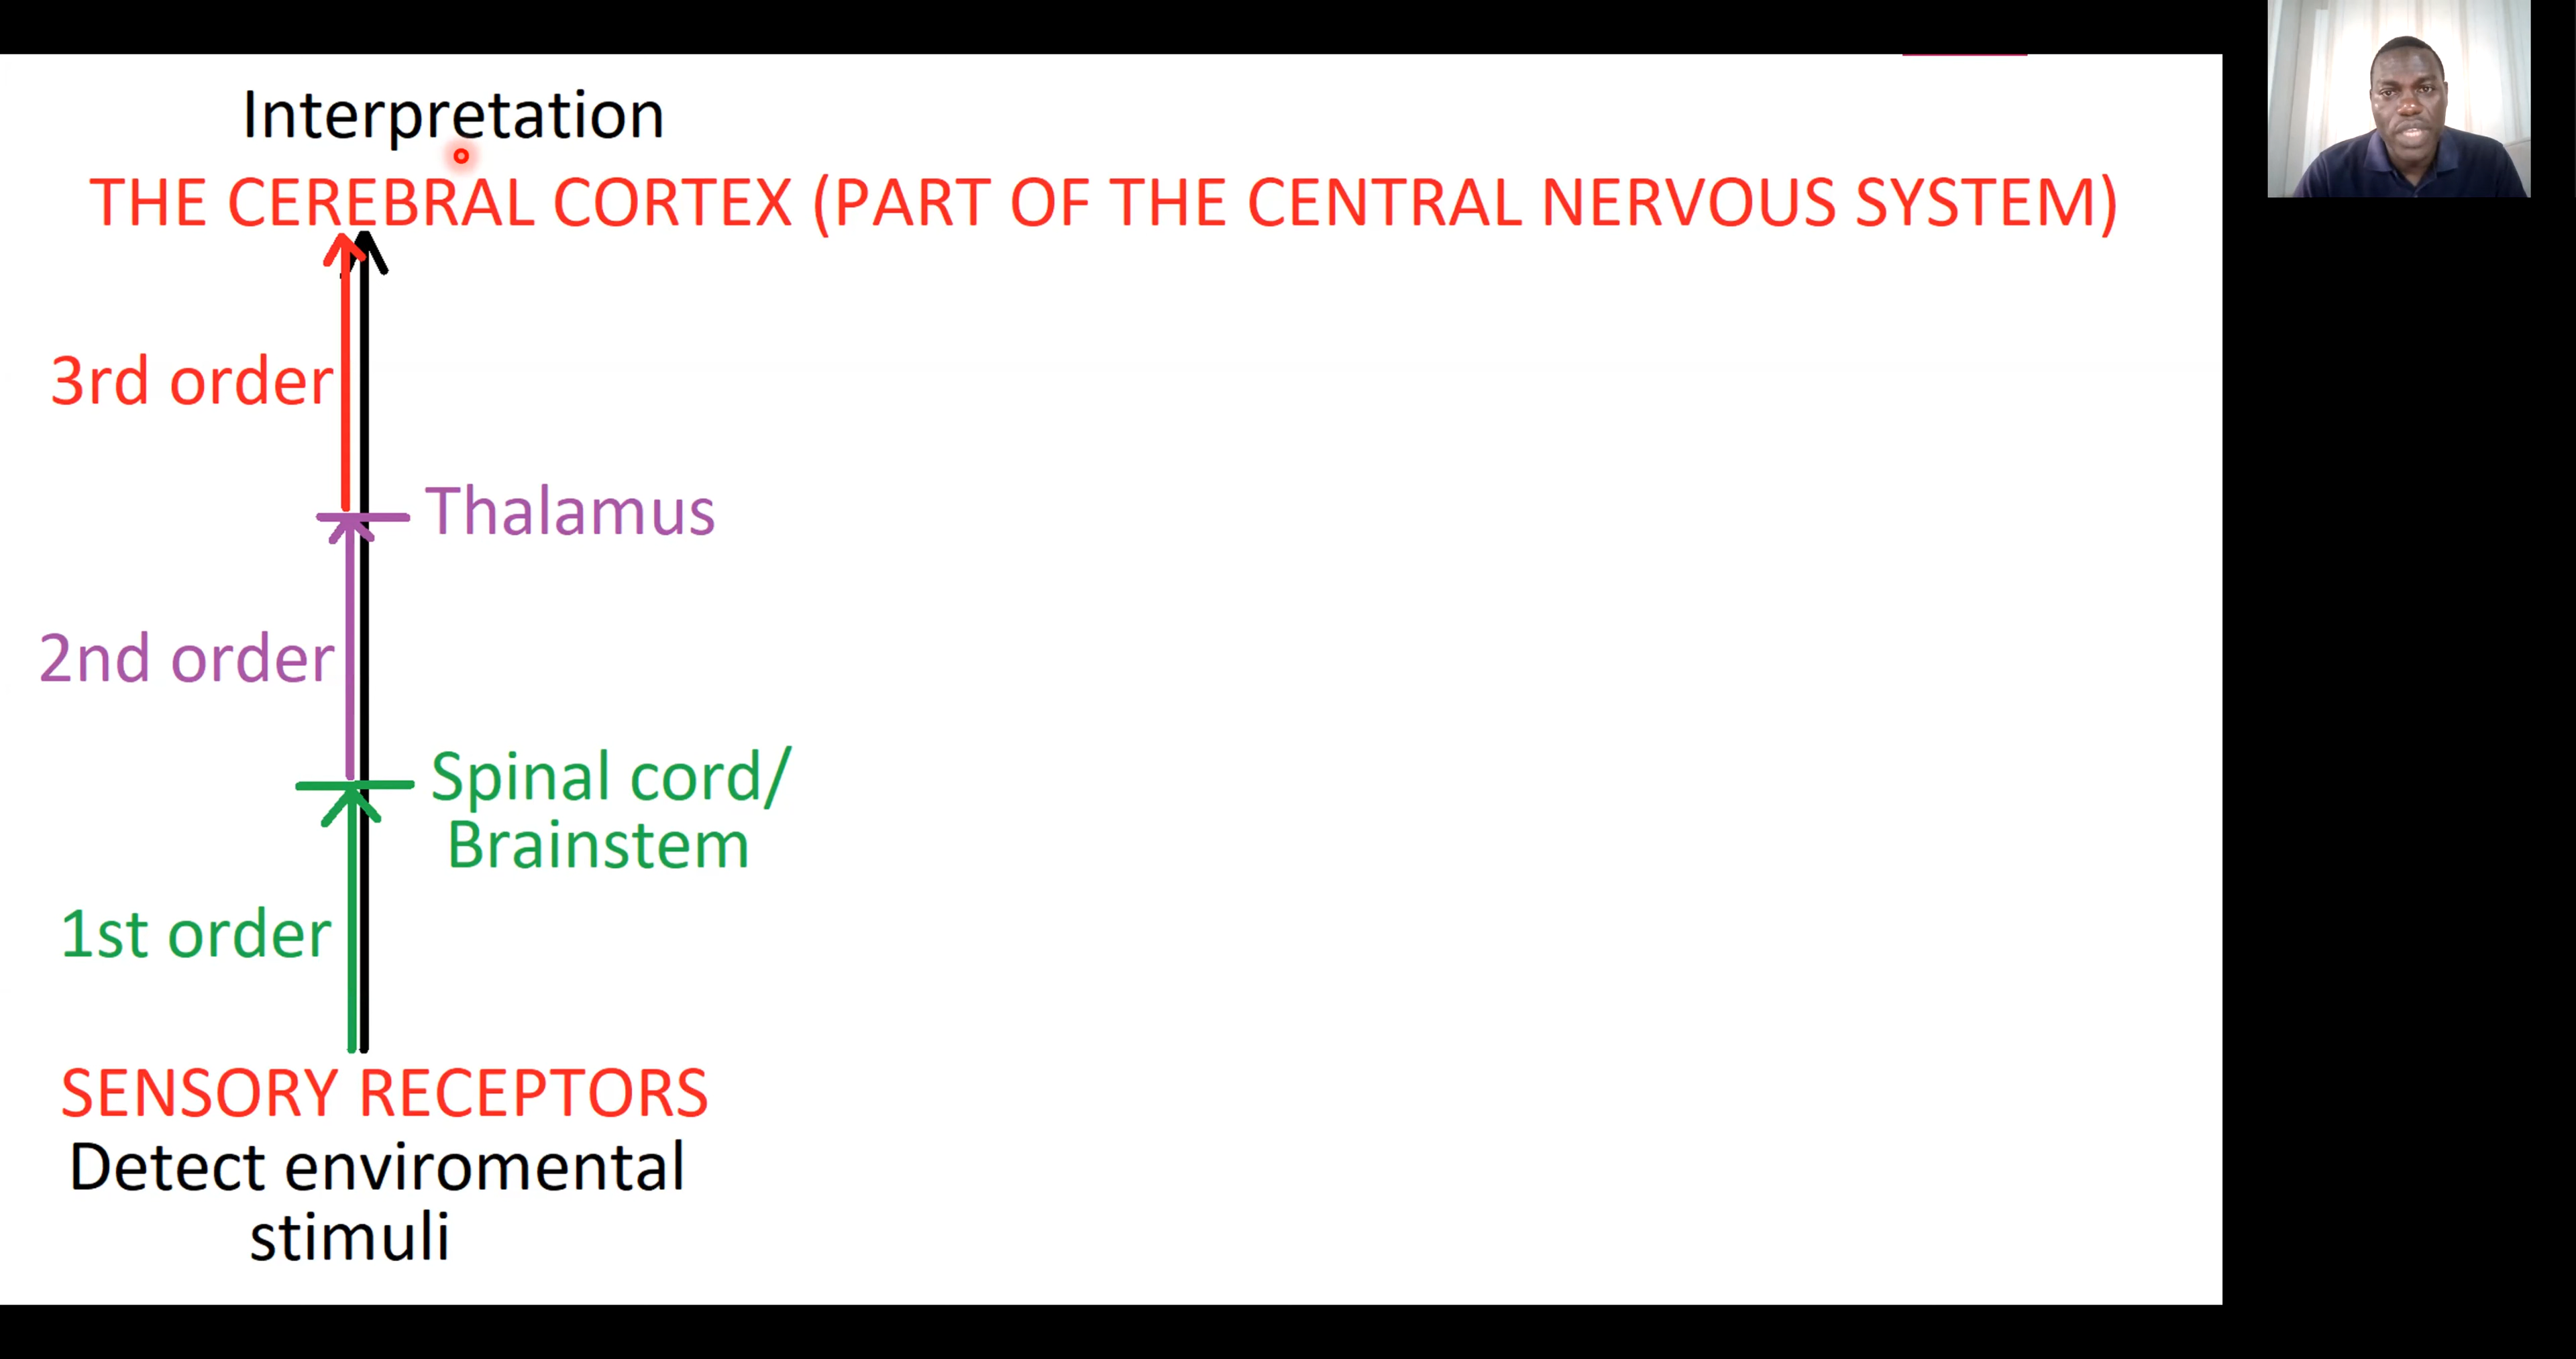 Interpretation
THE CEREBRAL CORTEX (PART OF THE CENTRAL NERVOUS SYSTEM)
3rd order
Thalamus
2nd order
Spinal cord/
Brainstem
1st order
SENSORY RECEPTORS
Detect enviromental
stimuli